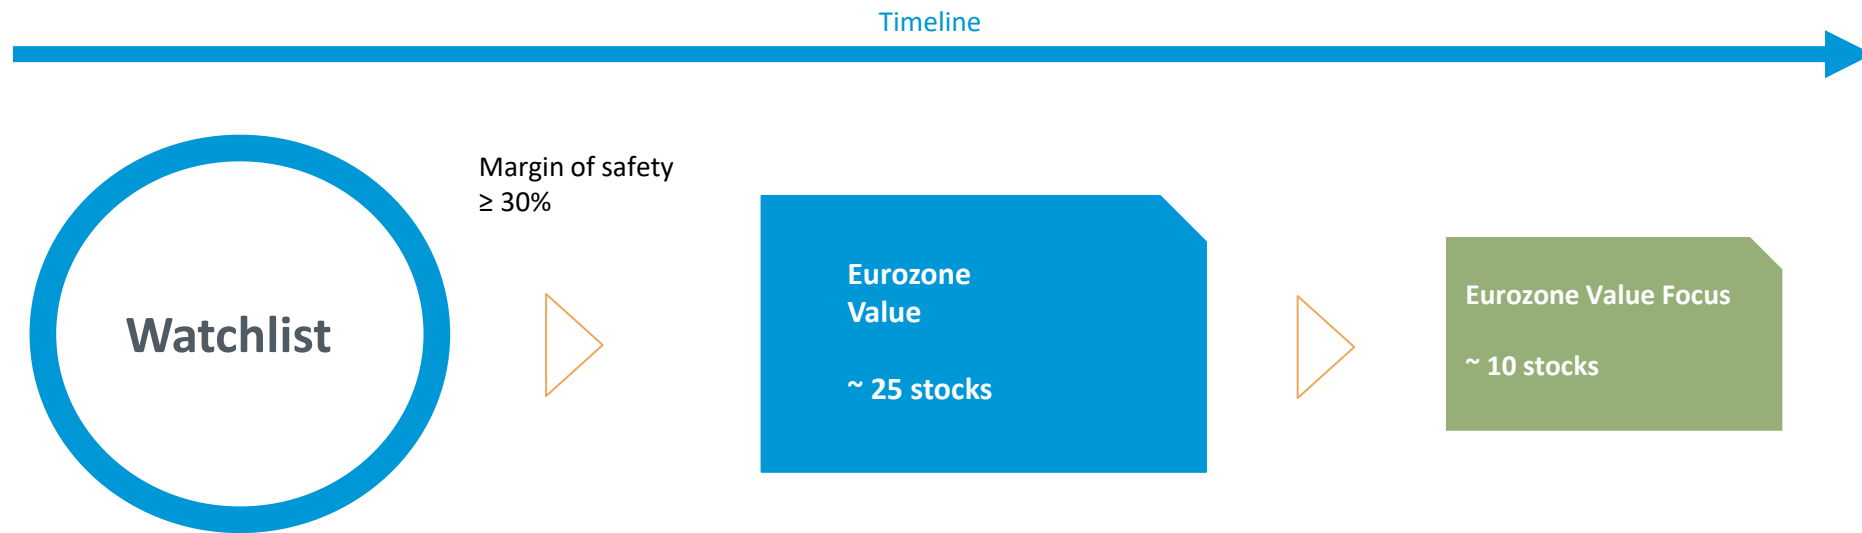 Timeline
Margin of safety
≥ 30%
Watchlist
Eurozone
Value
~ 25 stocks
Eurozone Value Focus
~ 10 stocks